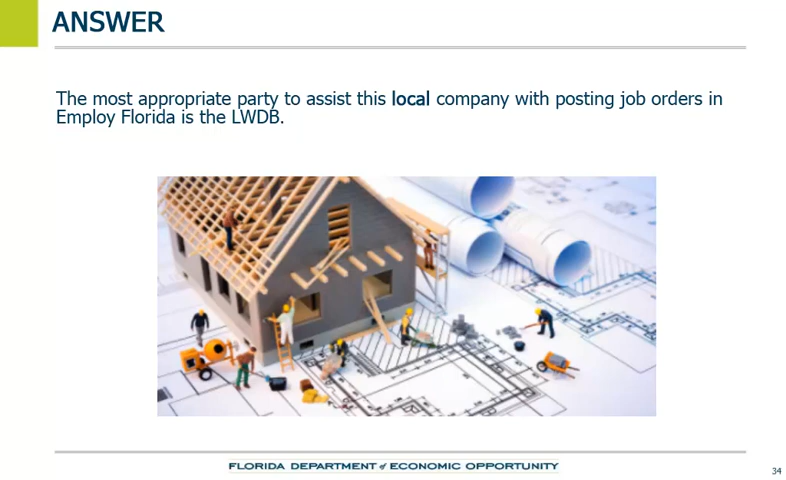 ANSWER
The most appropriate party to assist this local company with posting job orders in
Employ Florida is the LWDB.
FLORIDA DEPARTMENT of ECONOMIC OPPORTUNITY
34